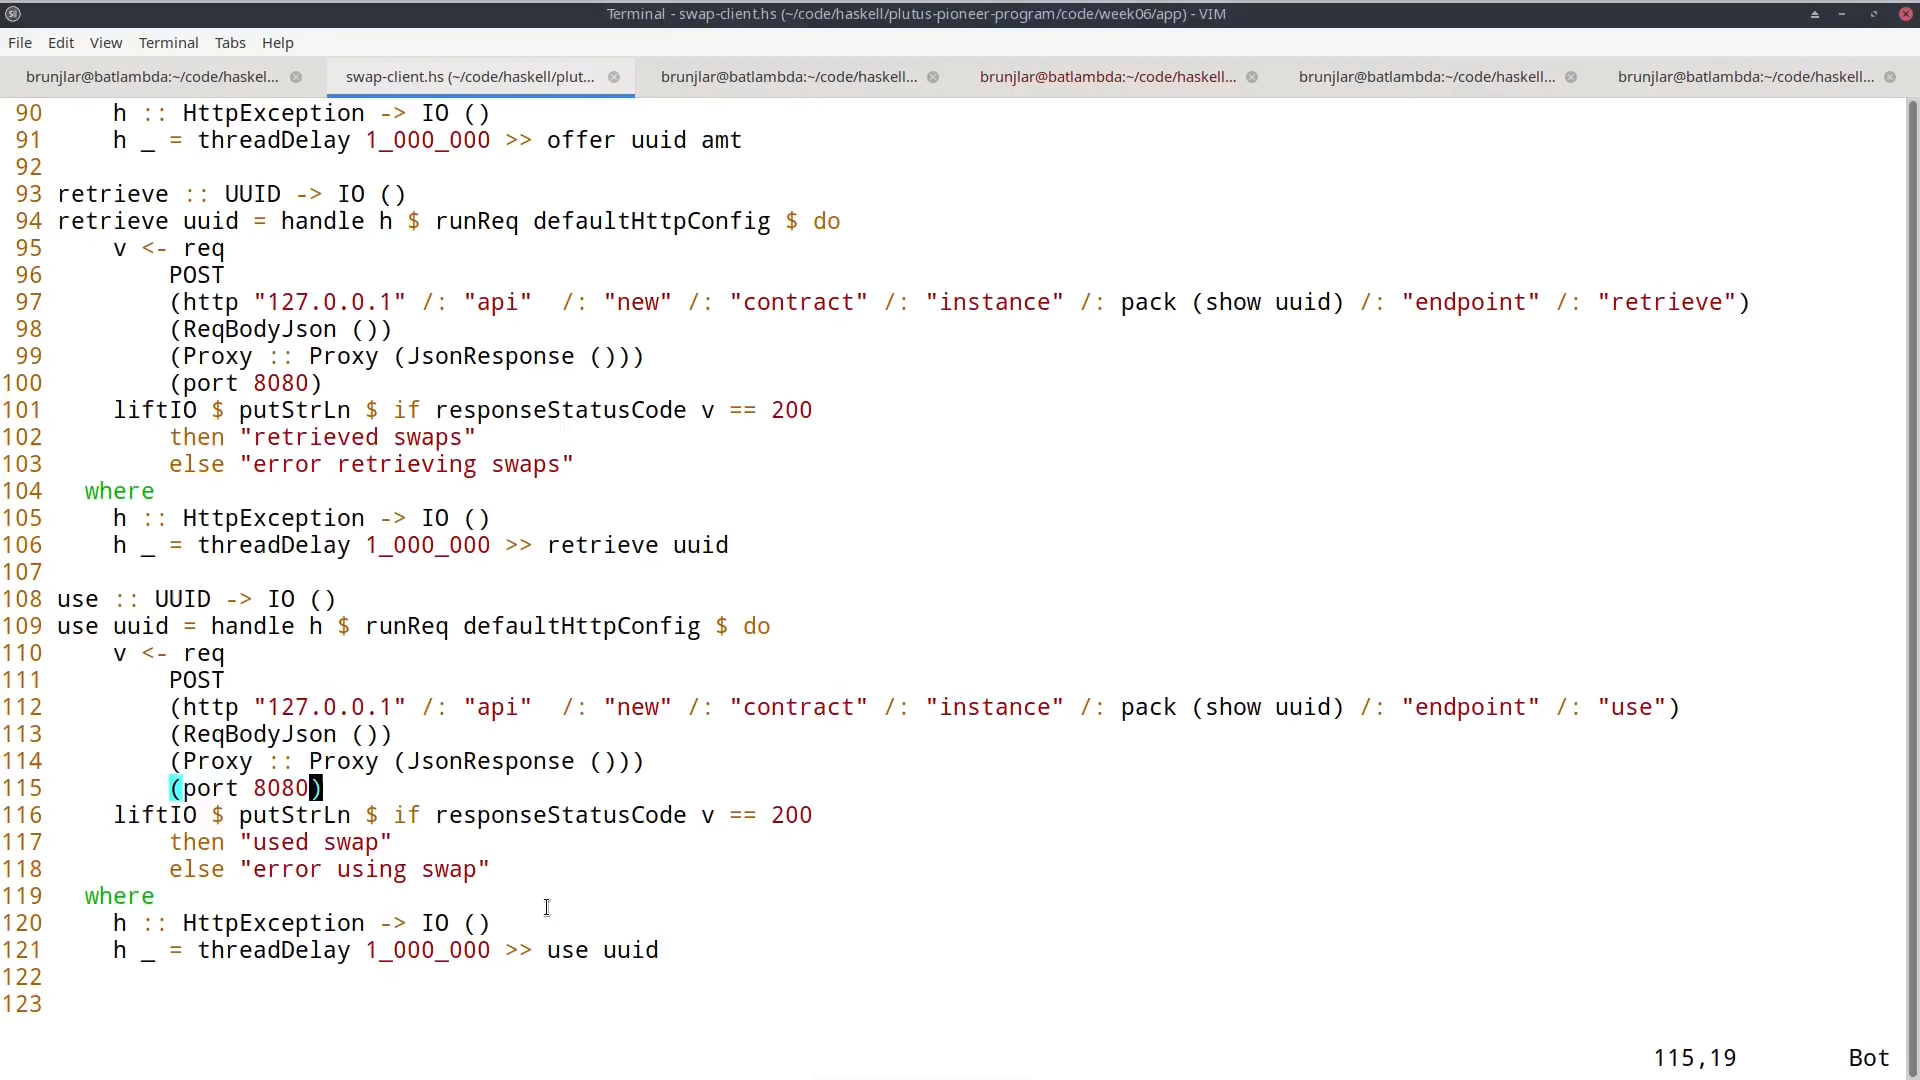 Terminal - swap-client.hs (~/code/haskell/plutus-pioneer-program/code/week06/app) - VIM
File Edit View Terminal Tabs Help
brunjlar@batlambda:~/code/haskel... swap-client.hs (~/code/haskell/plut... brunjlar@batlambda:~/code/haskell... brunjlar@batlambda:~/code/haskell... brunjlar@batlambda:~/code/haskell... brunjlar@batlambda:~/code/haskell...
90     h :: HttpException -> IO ()
91     h _ = threadDelay 1_000_000 >> offer uuid amt
92
93 retrieve :: UUID -> IO ()
94 retrieve uuid = handle h $ runReq defaultHttpConfig $ do
95     v <- req
96         POST
97         (http "127.0.0.1" /: "api"  /: "new" /: "contract" /: "instance" /: pack (show uuid) /: "endpoint" /: "retrieve")
98         (ReqBodyJson ())
99         (Proxy :: Proxy (JsonResponse ()))
100         (port 8080)
101     liftIO $ putStrLn $ if responseStatusCode v == 200
102         then "retrieved swaps"
103         else "error retrieving swaps"
104   where
105     h :: HttpException -> IO ()
106     h _ = threadDelay 1_000_000 >> retrieve uuid
107
108 use :: UUID -> IO ()
109 use uuid = handle h $ runReq defaultHttpConfig $ do
110     v <- req
111         POST
112         (http "127.0.0.1" /: "api"  /: "new" /: "contract" /: "instance" /: pack (show uuid) /: "endpoint" /: "use")
113         (ReqBodyJson ())
114         (Proxy :: Proxy (JsonResponse ()))
115         (port 8080)
116     liftIO $ putStrLn $ if responseStatusCode v == 200
117         then "used swap"
118         else "error using swap"
119   where
120     h :: HttpException -> IO ()
121     h _ = threadDelay 1_000_000 >> use uuid
122
123
115,19 Bot